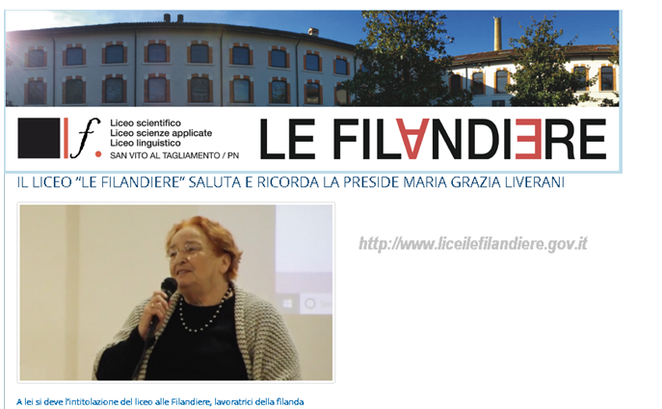 Liceo scientifico
Liceo scienze applicate
Liceo linguistico
SAN VITO AL TAGLIAMENTO / PN
f.
LE FILANDIERE
IL LICEO “LE FILANDIERE” SALUTA E RICORDA LA PRESIDE MARIA GRAZIA LIVERANI
http://www.liceilefilandiere.gov.it
A lei si deve l'intitolazione del liceo alle Filandiere, lavoratrici della filanda